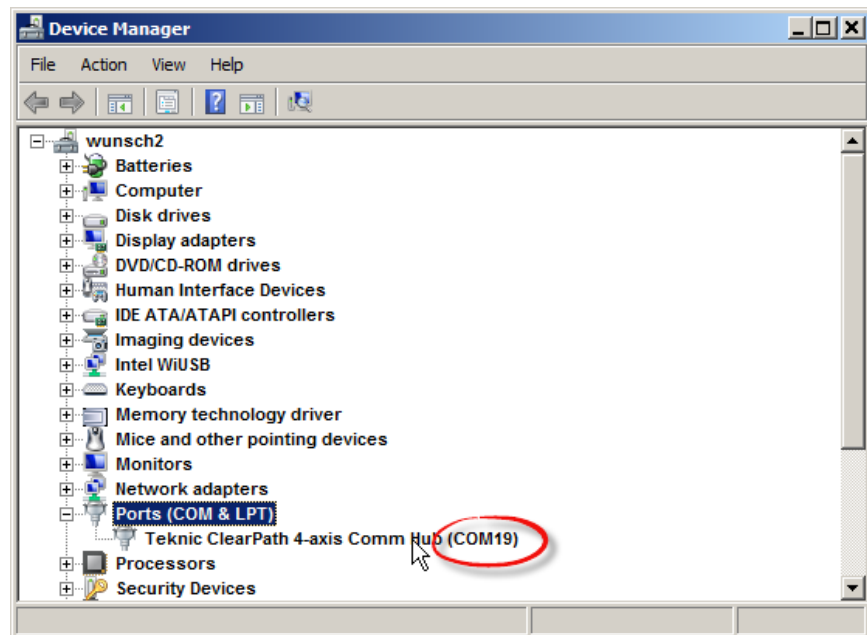 Device Manager
File Action View Help
wunsch2
Batteries
Computer
Disk drives
Display adapters
DVD/CD-ROM drives
Human Interface Devices
IDE ATA/ATAPI controllers
Imaging devices
Intel WiUSB
Keyboards
Memory technology driver
Mice and other pointing devices
Monitors
Network adapters
Ports (COM & LPT)
Teknic ClearPath 4-axis Comm Hub (COM19)
Processors
Security Devices